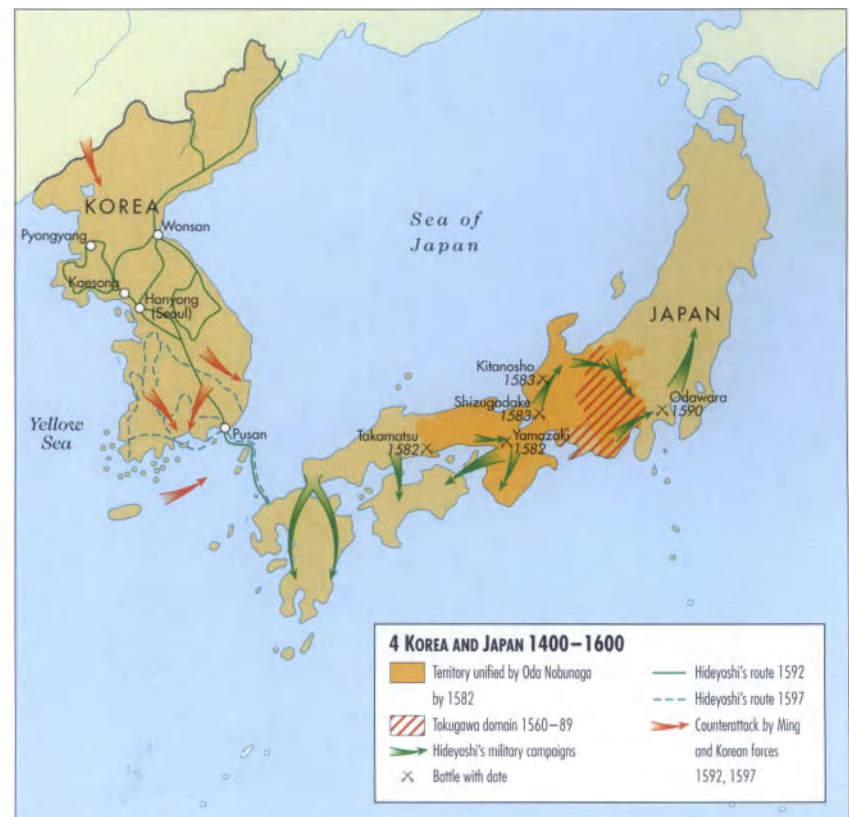 KOREA
Pyongyang
Wonsan
Kaesong
Hanyong
(Seoul)
Sea of
Japan
JAPAN
Kitanosho
1583
Shizugadake
1583
Odawara
1590
Yellow
Sea
Pusan
Takamatsu
1582
Yamazaki
1582
4 KOREA AND JAPAN 1400–1600
Territory unified by Oda Nobunaga
by 1582
Tokugawa domain 1560–89
Hideyoshi's military campaigns
Battle with date
Hideyoshi's route 1592
Hideyoshi's route 1597
Counterattack by Ming
and Korean forces
1592, 1597